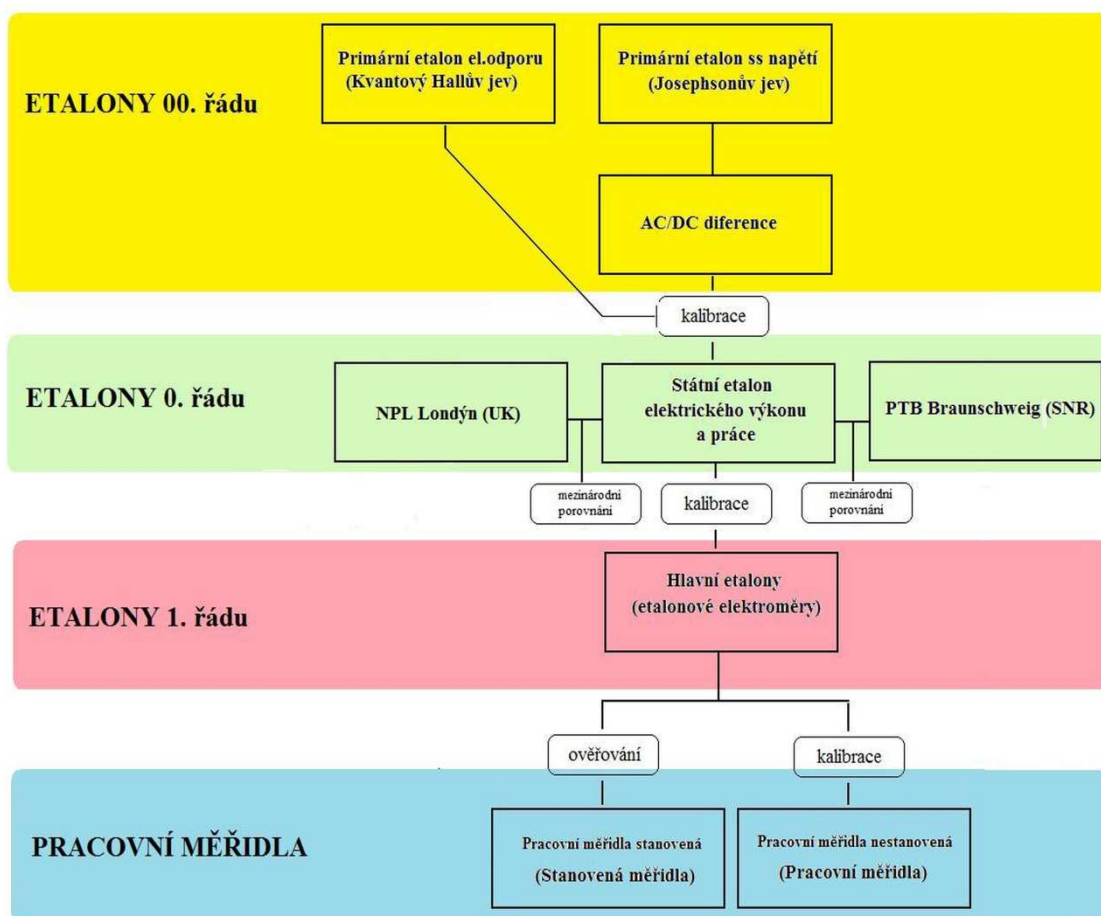 Primární etalon el.odporu
(Kvantový Hallův jev)
Primární etalon ss napětí
(Josephsonův jev)
ETALONY 00. řádu
AC/DC diference
kalibrace
ETALONY 0. řádu
NPL Londýn (UK)
Státní etalon
elektrického výkonu
a práce
PTB Braunschweig (SNR)
mezinárodní
porovnání
kalibrace
mezinárodní
porovnání
ETALONY 1. řádu
Hlavní etalony
(etalonové elektroměry)
ověřování
kalibrace
PRACOVNÍ MĚŘIDLA
Pracovní měřidla stanovená
(Stanovená měřidla)
Pracovní měřidla nestanovená
(Pracovní měřidla)